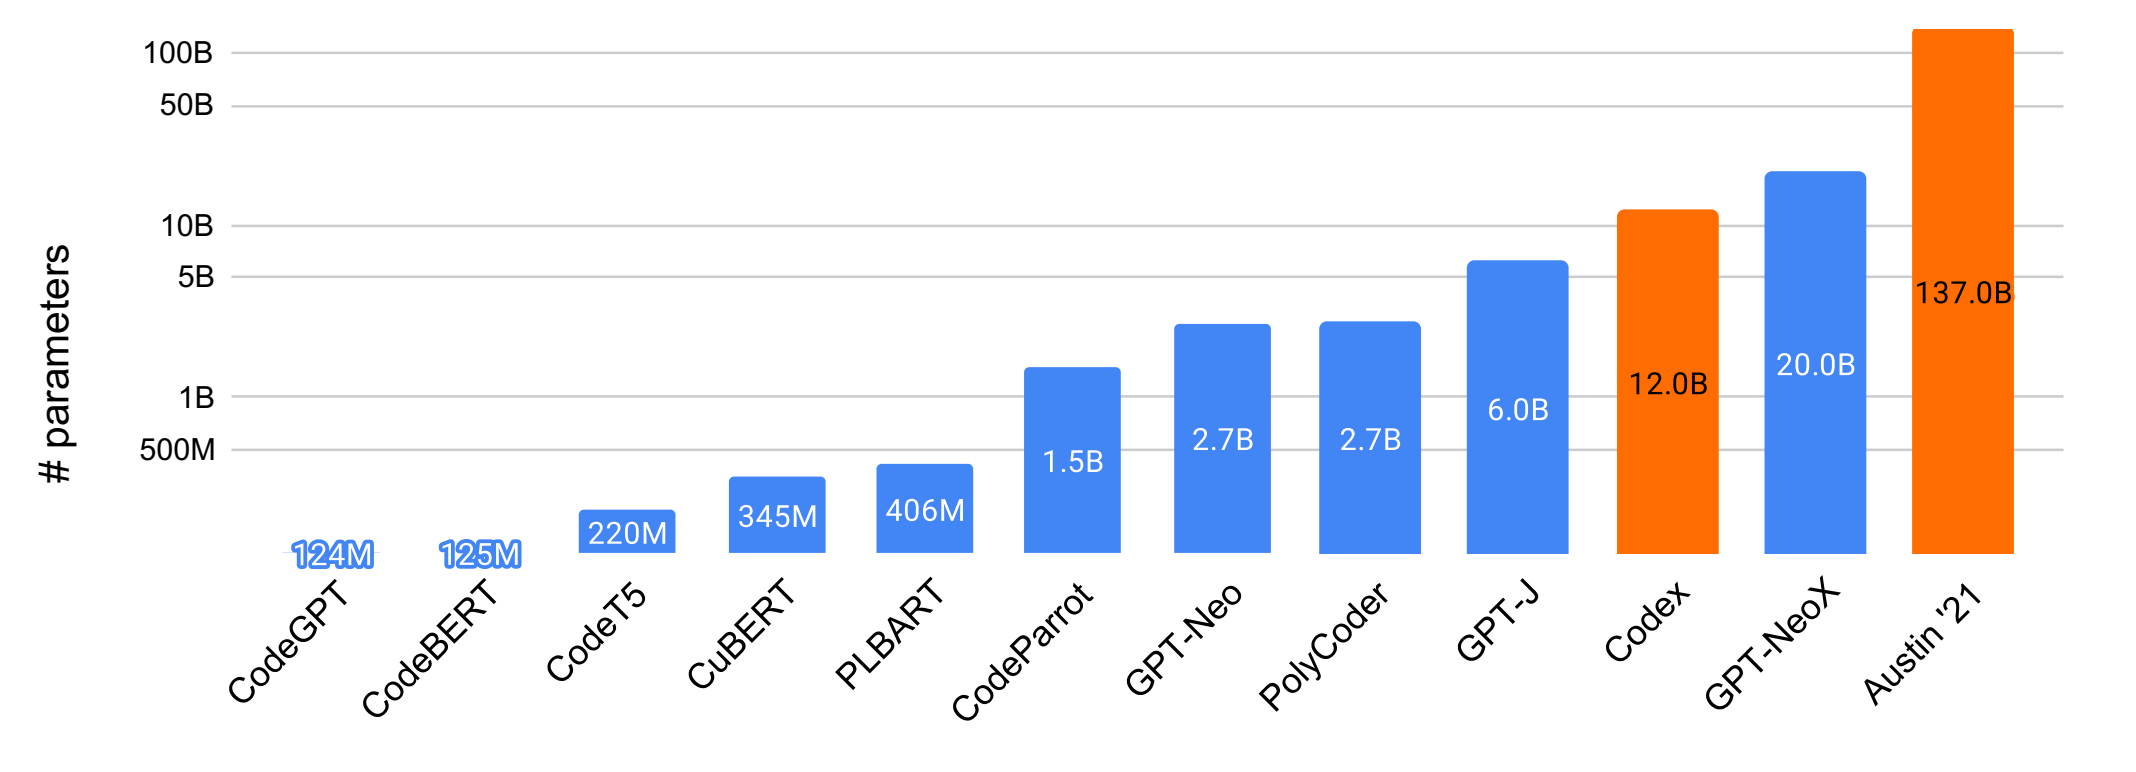 # parameters
100B
50B
10B
5B
1B
500M
124M
125M
220M
345M
406M
1.5B
2.7B
2.7B
6.0B
12.0B
20.0B
137.0B
CodeGPT
CodeBERT
CodeT5
CuBERT
PLBART
CodeParrot
GPT-Neo
PolyCoder
GPT-J
Codex
GPT-NeoX
Austin '21